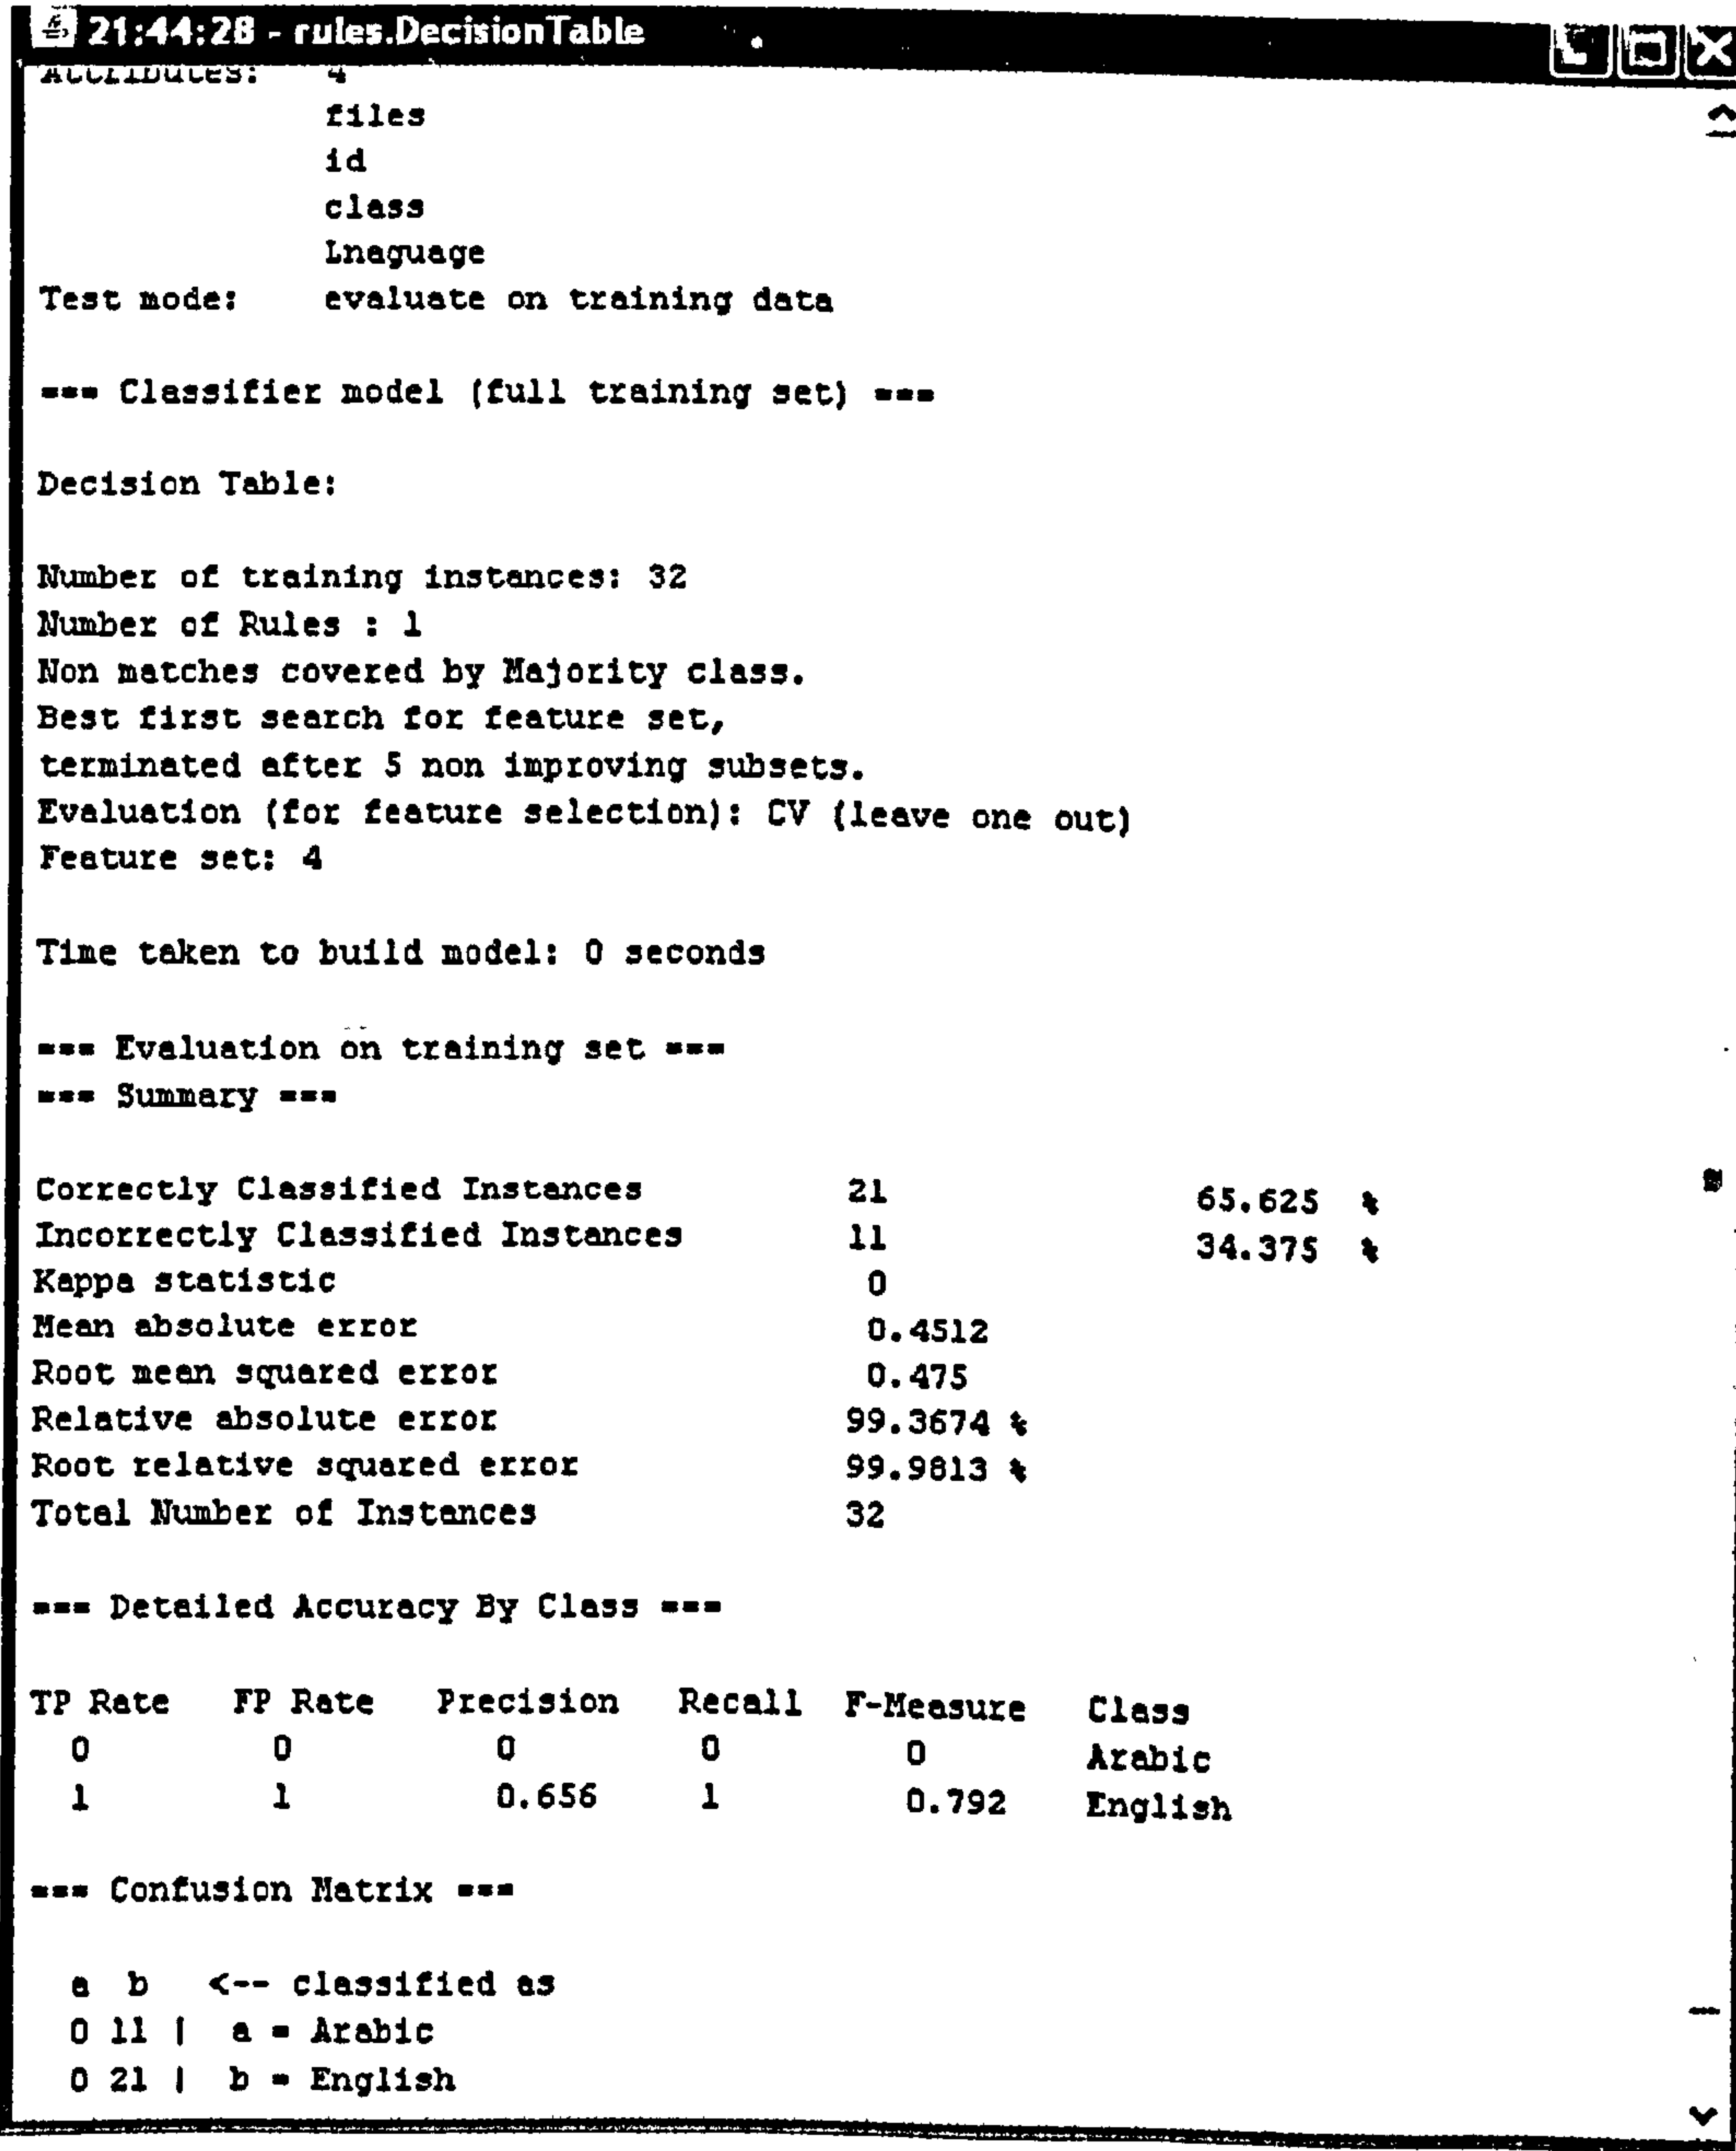 21:44:28 - rules.DecisionTable
Attributes: 4
files
id
class
Lnaguage
Test mode: evaluate on training data
=== Classifier model (full training set) ===
Decision Table:
Number of training instances: 32
Number of Rules : 1
Non matches covered by Majority class.
Best first search for feature set,
terminated after 5 non improving subsets.
Evaluation (for feature selection): CV (leave one out)
Feature set: 4
Time taken to build model: 0 seconds
=== Evaluation on training set ===
=== Summary ===
Correctly Classified Instances 21 65.625 %
Incorrectly Classified Instances 11 34.375 %
Kappa statistic 0
Mean absolute error 0.4512
Root mean squared error 0.475
Relative absolute error 99.3674 %
Root relative squared error 99.9813 %
Total Number of Instances 32
=== Detailed Accuracy By Class ===
TP Rate FP Rate Precision Recall F-Measure Class
0 0 0 0 0 Arabic
1 1 0.656 1 0.792 English
=== Confusion Matrix ===
a b <-- classified as
0 11 | a = Arabic
0 21 | b = English